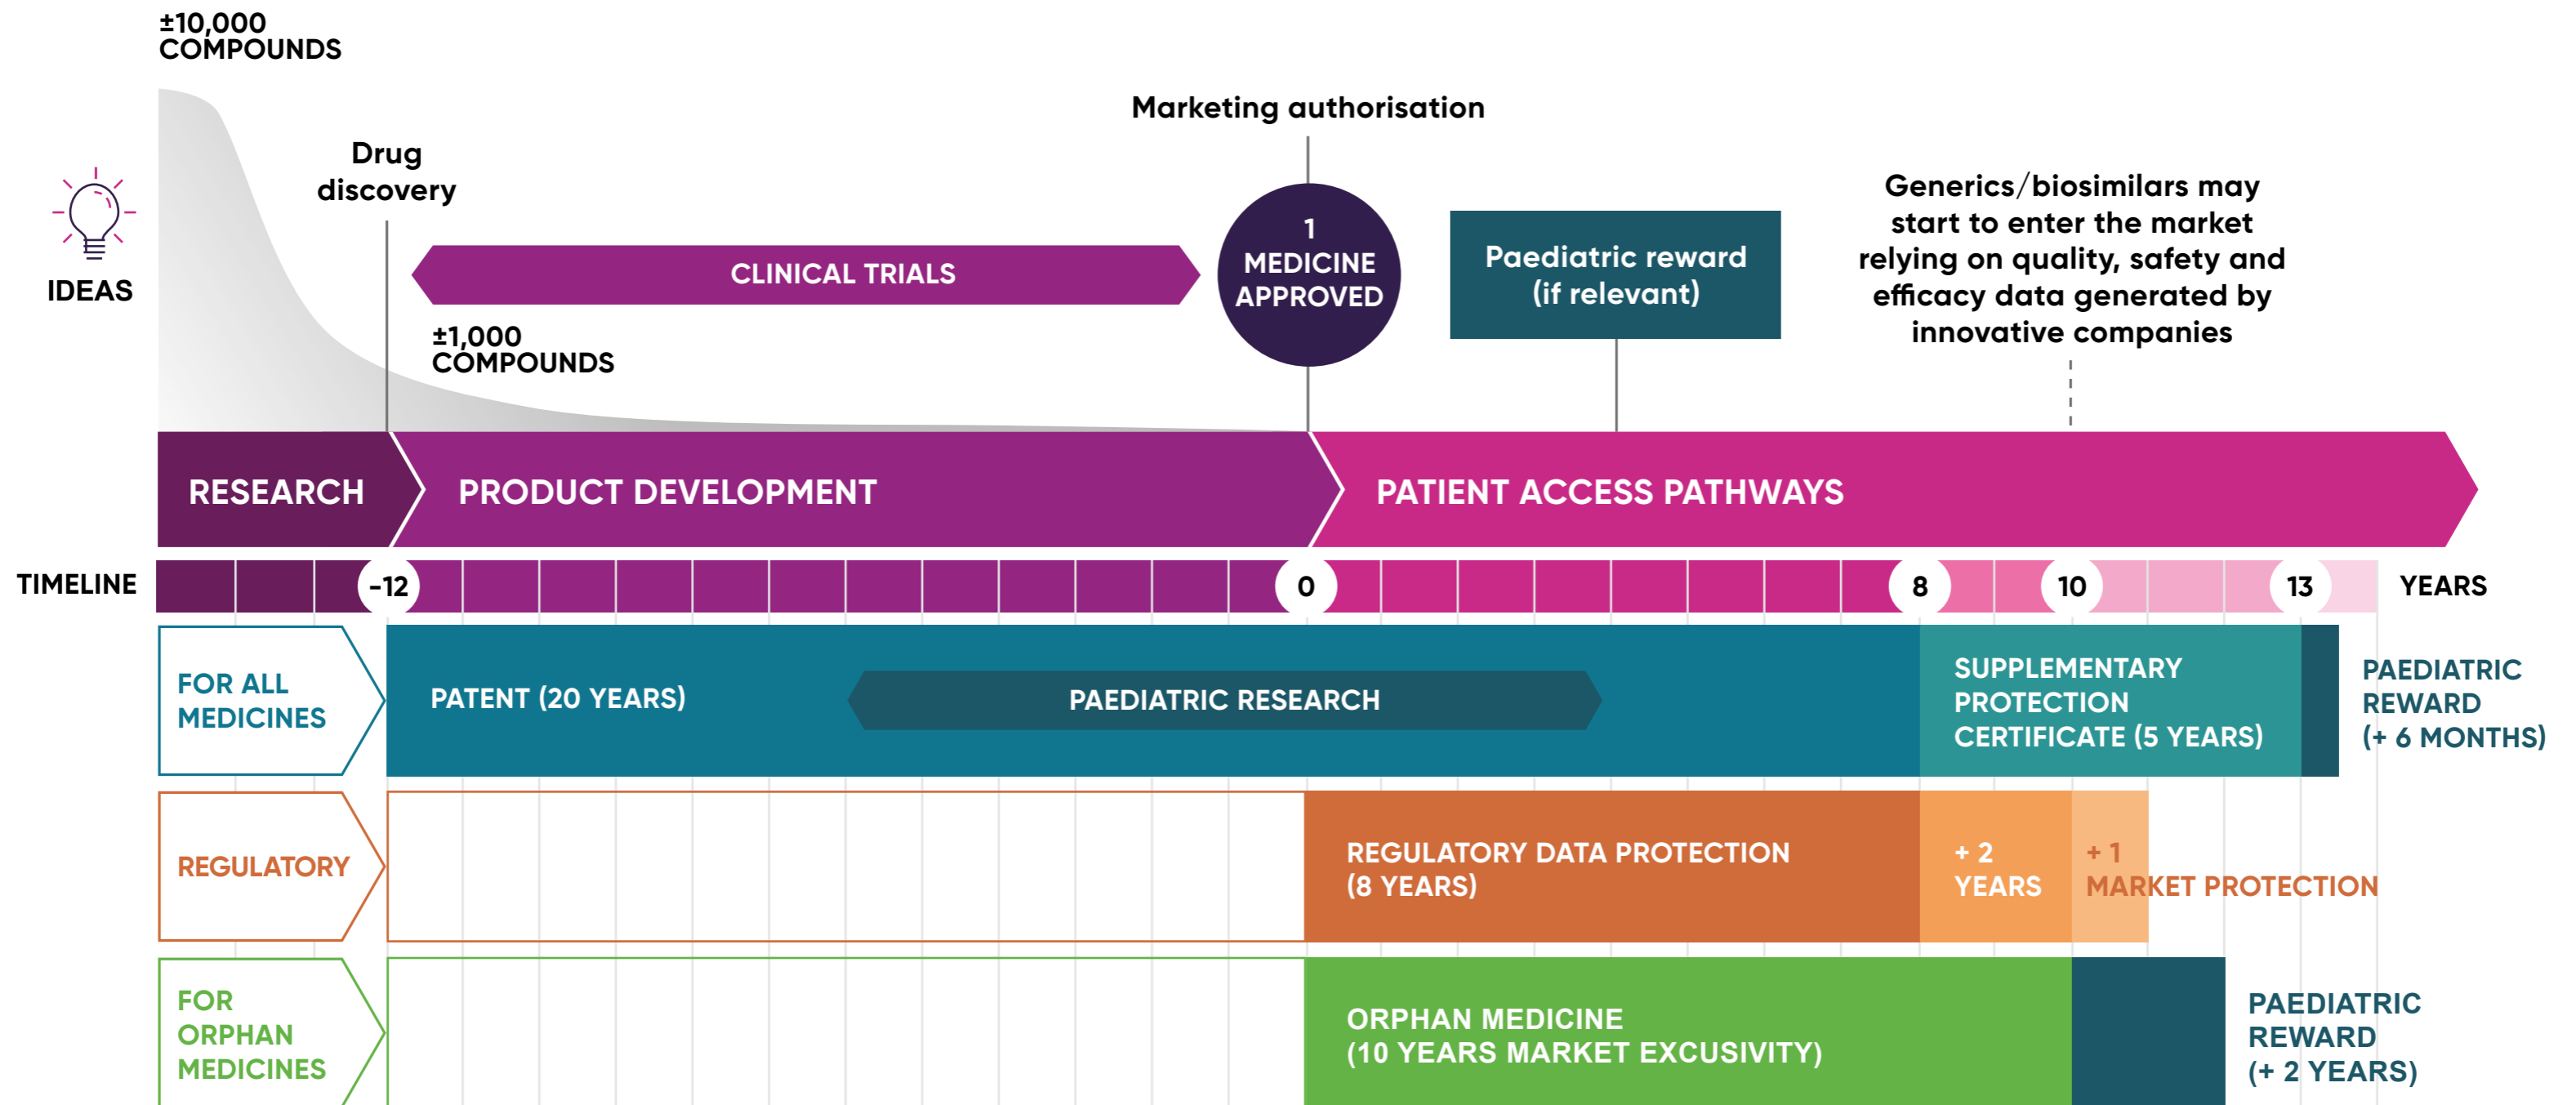 ±10,000
COMPOUNDS
Marketing authorisation
Drug
discovery
IDEAS
CLINICAL TRIALS
±1,000
COMPOUNDS
1
MEDICINE
APPROVED
Paediatric reward
(if relevant)
Generics/biosimilars may
start to enter the market
relying on quality, safety and
efficacy data generated by
innovative companies
RESEARCH
PRODUCT DEVELOPMENT
PATIENT ACCESS PATHWAYS
TIMELINE
-12
0
8
10
13
YEARS
FOR ALL
MEDICINES
PATENT (20 YEARS)
PAEDIATRIC RESEARCH
SUPPLEMENTARY
PROTECTION
CERTIFICATE (5 YEARS)
PAEDIATRIC
REWARD
(+ 6 MONTHS)
REGULATORY
REGULATORY DATA PROTECTION
(8 YEARS)
+ 2
YEARS
+ 1
MARKET PROTECTION
FOR
ORPHAN
MEDICINES
ORPHAN MEDICINE
(10 YEARS MARKET EXCUSIVITY)
PAEDIATRIC
REWARD
(+ 2 YEARS)